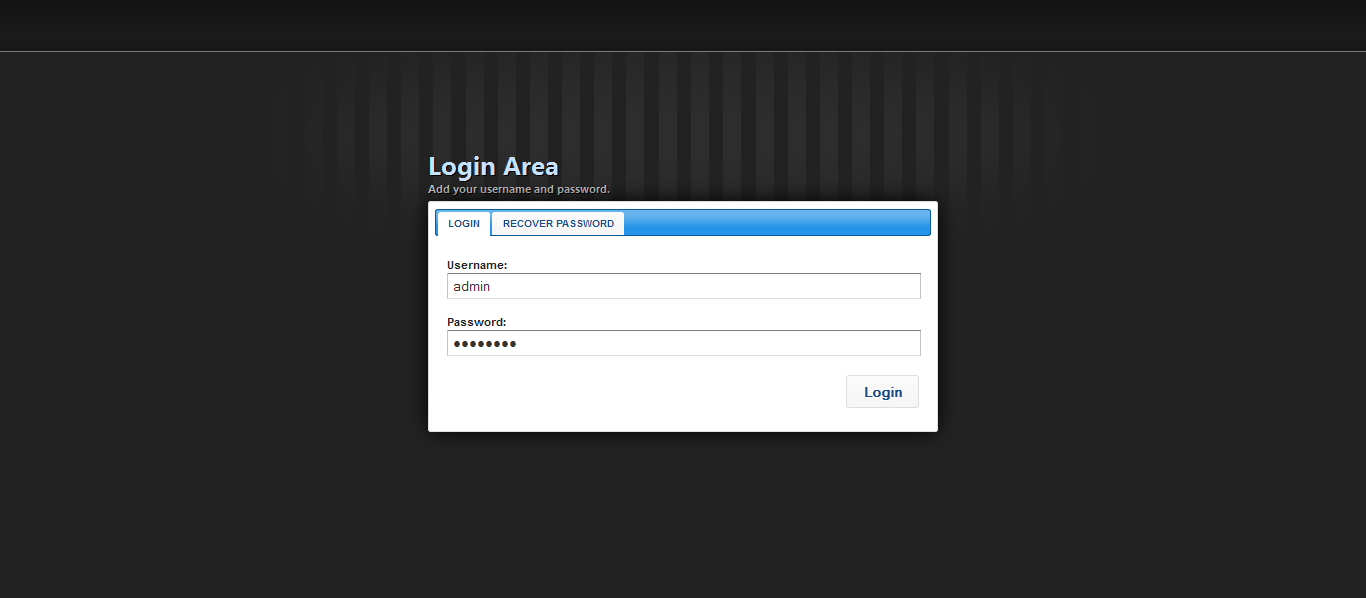 Login Area
Add your username and password.
LOGIN RECOVER PASSWORD
Username:
admin
Password:
••••••••
Login